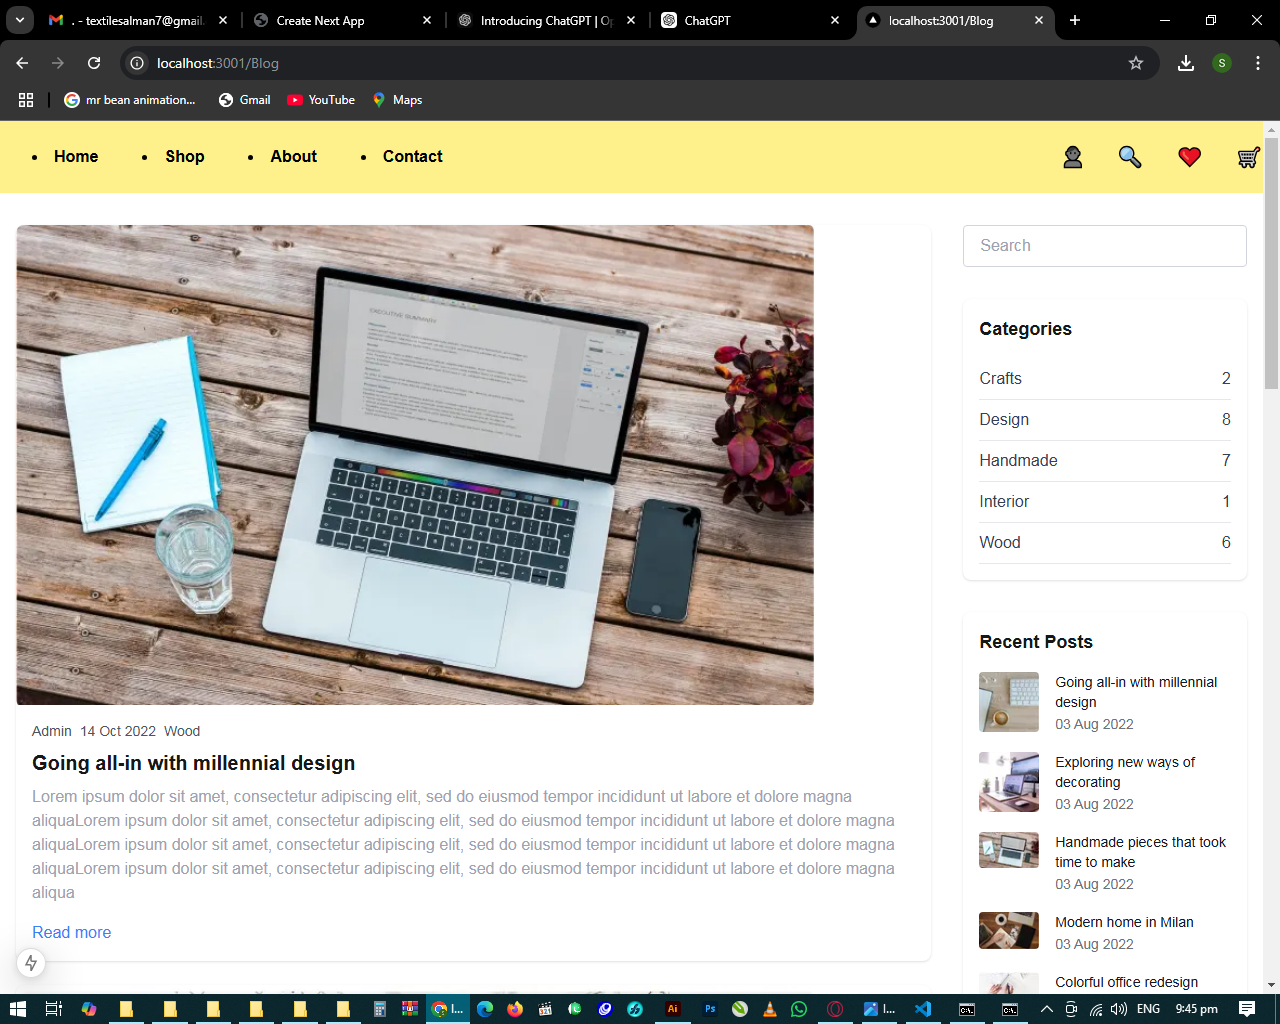 . - textilesalman7@gmail.
Create Next App
Introducing ChatGPT | Op
ChatGPT
localhost:3001/Blog
localhost:3001/Blog
S
mr bean animation...
Gmail
YouTube
Maps
Home
Shop
About
Contact
EXECUTIVE SUMMARY
Search
Categories
Crafts 2
Design 8
Handmade 7
Interior 1
Wood 6
Recent Posts
Going all-in with millennial
design
03 Aug 2022
Exploring new ways of
decorating
03 Aug 2022
Handmade pieces that took
time to make
03 Aug 2022
Modern home in Milan
03 Aug 2022
Colorful office redesign
Admin 14 Oct 2022 Wood
Going all-in with millennial design
Lorem ipsum dolor sit amet, consectetur adipiscing elit, sed do eiusmod tempor incididunt ut labore et dolore magna
aliquaLorem ipsum dolor sit amet, consectetur adipiscing elit, sed do eiusmod tempor incididunt ut labore et dolore magna
aliquaLorem ipsum dolor sit amet, consectetur adipiscing elit, sed do eiusmod tempor incididunt ut labore et dolore magna
aliquaLorem ipsum dolor sit amet, consectetur adipiscing elit, sed do eiusmod tempor incididunt ut labore et dolore magna
aliqua
Read more
l...
Ai
Ps
l...
ENG
9:45 pm